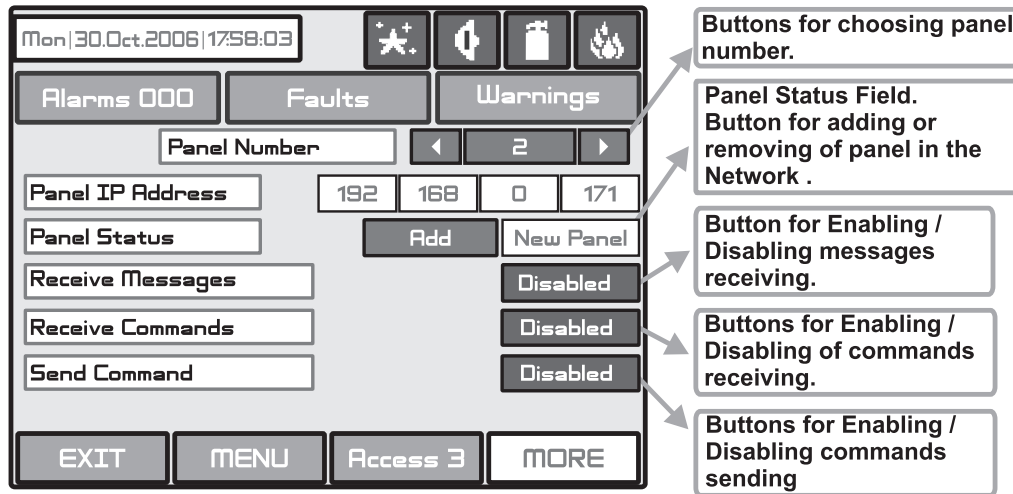 Mon|30.Oct.2006|17:58:03
Alarms 000
Faults
Warnings
Panel Number
2
Panel IP Address
192 168 0 171
Panel Status
Add
New Panel
Receive Messages
Disabled
Receive Commands
Disabled
Send Command
Disabled
EXIT
MENU
Access 3
MORE
Buttons for choosing panel
number.
Panel Status Field.
Button for adding or
removing of panel in the
Network .
Button for Enabling /
Disabling messages
receiving.
Buttons for Enabling /
Disabling of commands
receiving.
Buttons for Enabling /
Disabling commands
sending